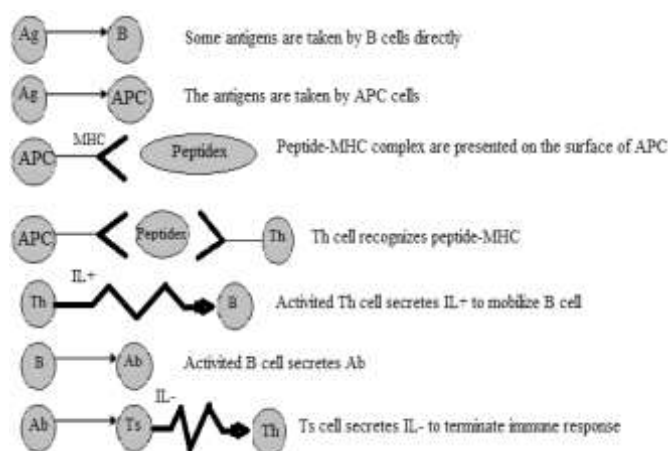 Ag B Some antigens are taken by B cells directly
Ag APC The antigens are taken by APC cells
APC MHC Peptidex Peptide-MHC complex are presented on the surface of APC
APC Peptidex Th Th cell recognizes peptide-MHC
IL+
Th B Activited Th cell secretes IL+ to mobilize B cell
B Ab Activited B cell secretes Ab
IL-
Ab Ts Th Ts cell secretes IL- to terminate immune response